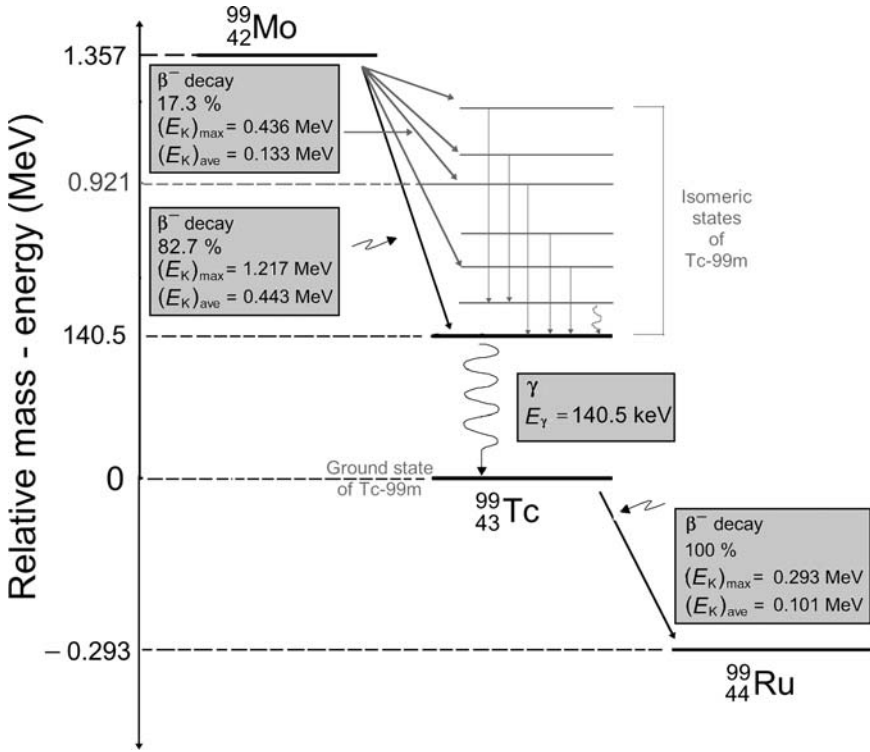 Relative mass - energy (MeV)
99
42Mo
1.357
β− decay
17.3 %
(EK)max = 0.436 MeV
(EK)ave = 0.133 MeV
0.921
β− decay
82.7 %
(EK)max = 1.217 MeV
(EK)ave = 0.443 MeV
Isomeric
states
of
Tc-99m
140.5
γ
Eγ = 140.5 keV
0
Ground state
of Tc-99m
99
43Tc
β− decay
100 %
(EK)max = 0.293 MeV
(EK)ave = 0.101 MeV
−0.293
99
44Ru